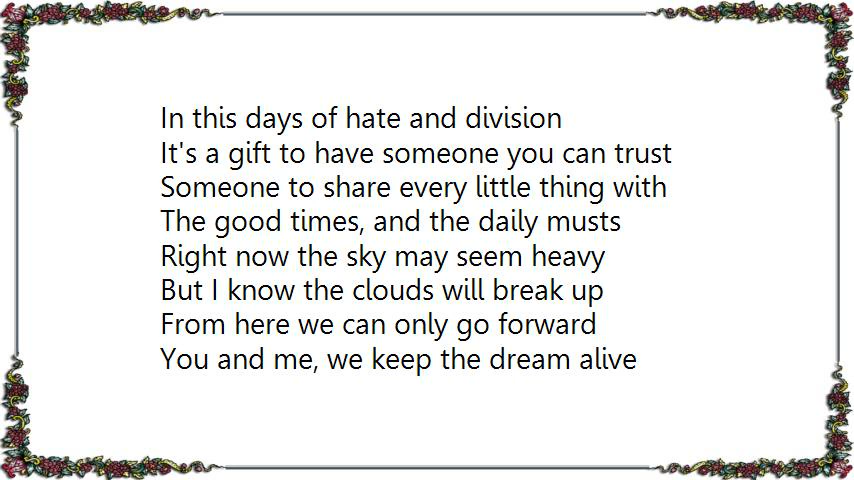 In this days of hate and division
It's a gift to have someone you can trust
Someone to share every little thing with
The good times, and the daily musts
Right now the sky may seem heavy
But I know the clouds will break up
From here we can only go forward
You and me, we keep the dream alive